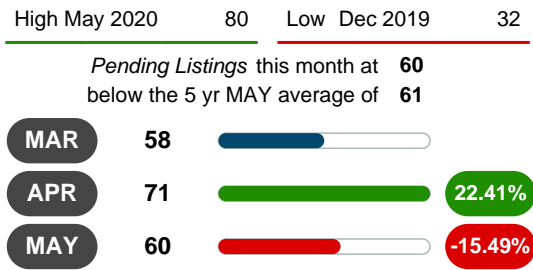 High May 2020 80 Low Dec 2019 32
Pending Listings this month at 60
below the 5 yr MAY average of 61
MAR 58
APR 71 22.41%
MAY 60 -15.49%